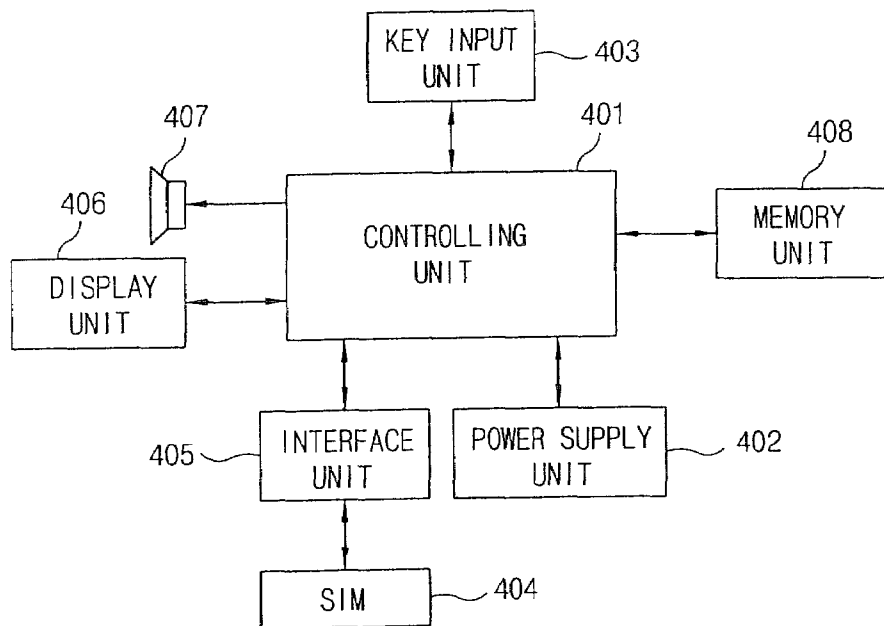 KEY INPUT
UNIT
403
407
401
408
406
CONTROLLING
UNIT
MEMORY
UNIT
DISPLAY
UNIT
405
INTERFACE
UNIT
POWER SUPPLY
UNIT
402
SIM
404